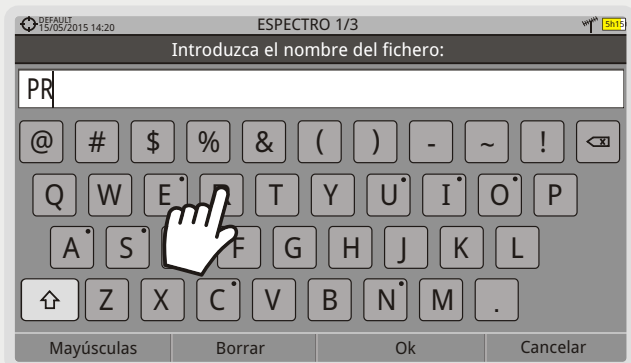 DEFAULT
15/05/2015 14:20
ESPECTRO 1/3
5h15
Introduzca el nombre del fichero:
PR
@ # $ % & ( ) - ~ ! 
Q W E T Y U I O P
A S F G H J K L
Z X C V B N M .
Mayúsculas Borrar Ok Cancelar